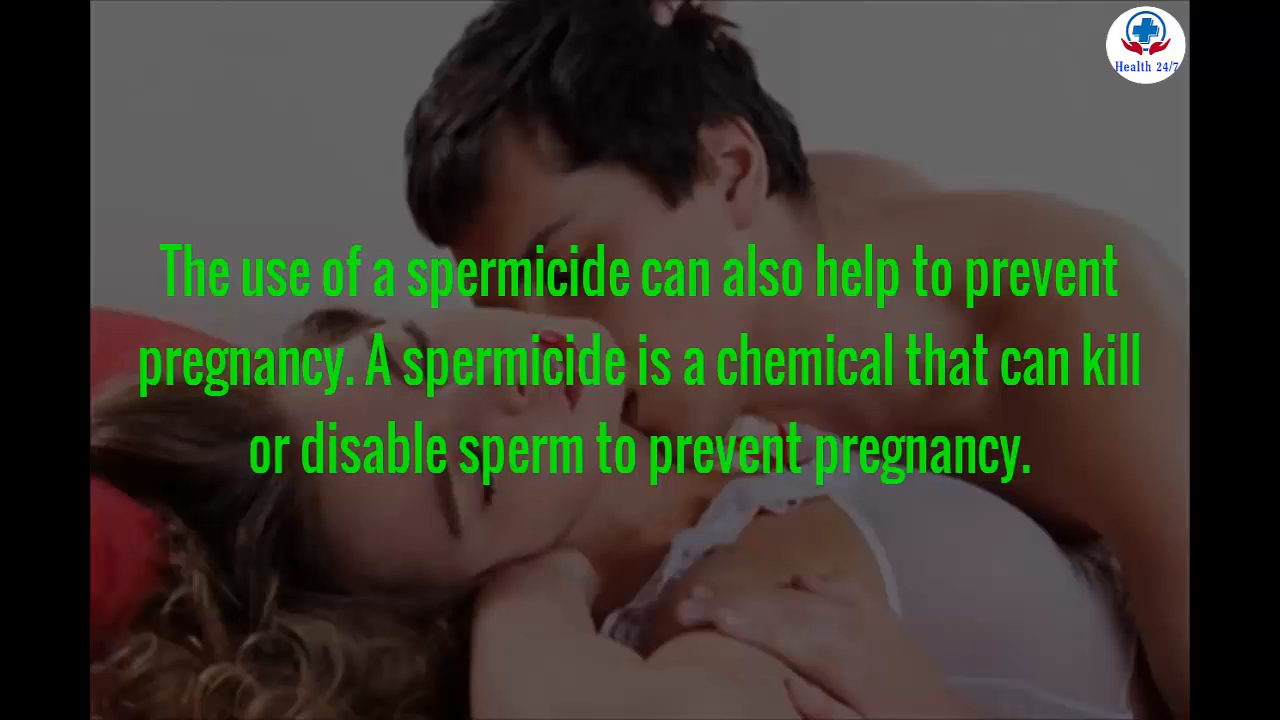 Health 24/7
The use of a spermicide can also help to prevent
pregnancy. A spermicide is a chemical that can kill
or disable sperm to prevent pregnancy.